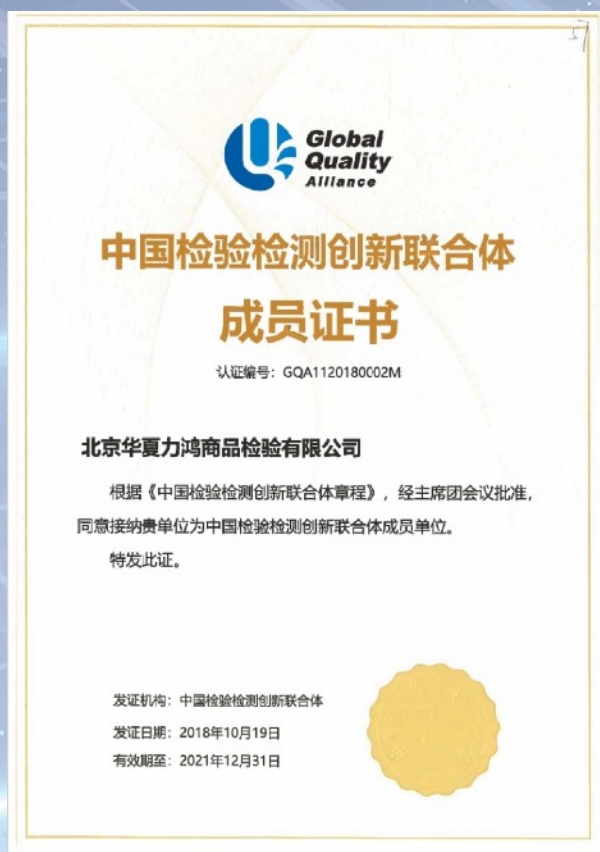 Global
Quality
Alliance
中国检验检测创新联合体
成员证书
认证编号：GQA1120180002M
北京华夏力鸿商品检验有限公司
根据《中国检验检测创新联合体章程》，经主席团会议批准，
同意接纳贵单位为中国检验检测创新联合体成员单位。
特发此证。
发证机构：中国检验检测创新联合体
发证日期：2018年10月19日
有效期至：2021年12月31日